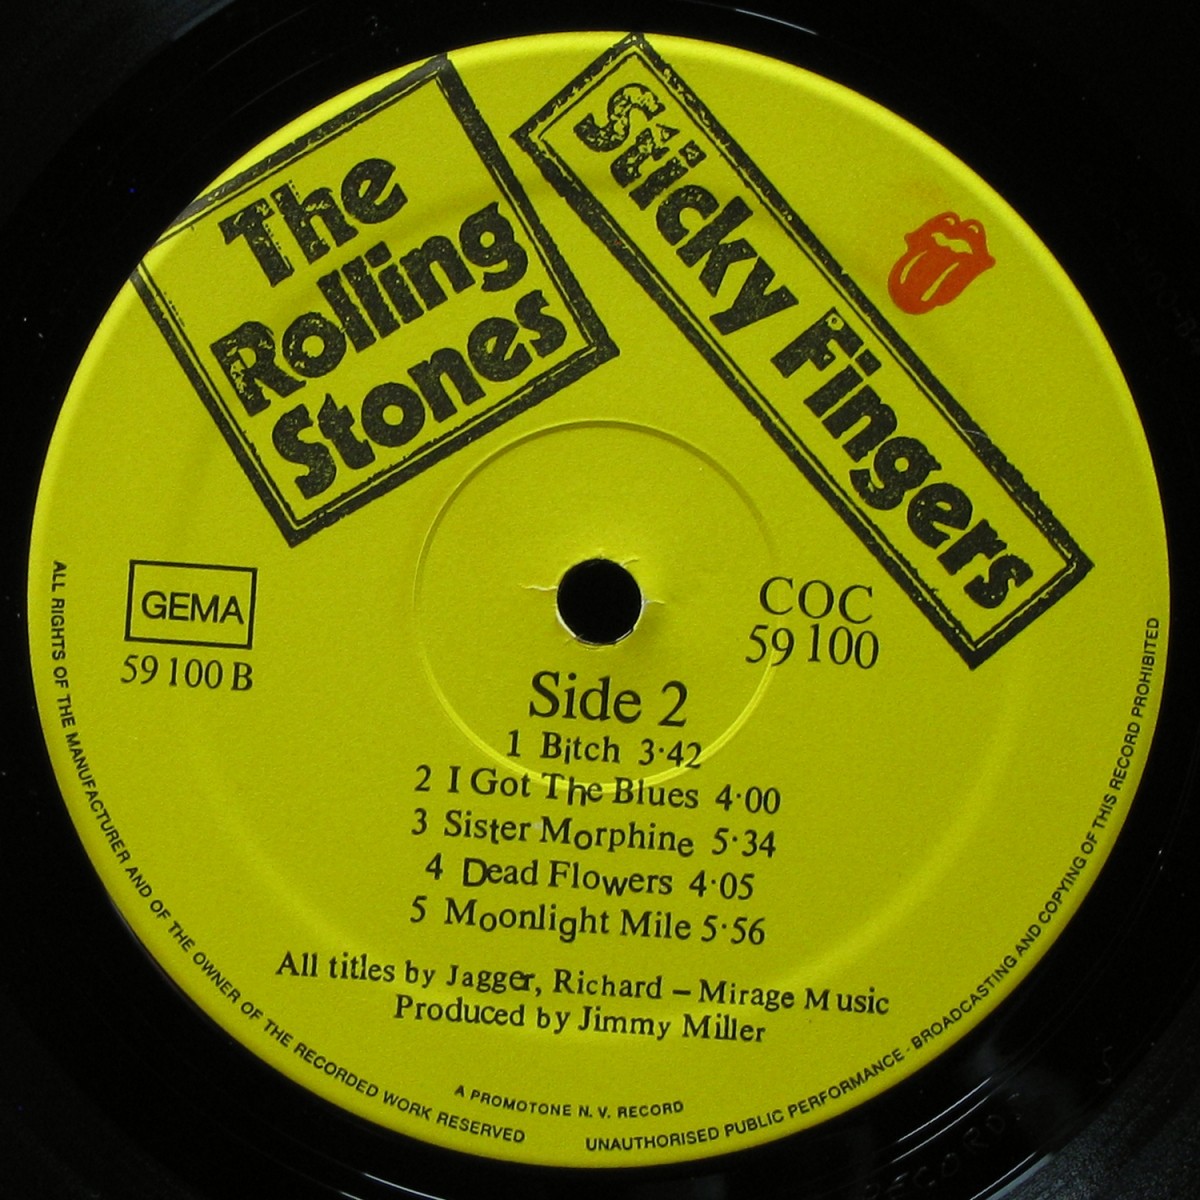 The
Rolling
Stones
Sticky Fingers
GEMA
59 100 B
COC
59 100
Side 2
1 Bitch 3·42
2 I Got The Blues 4·00
3 Sister Morphine 5·34
4 Dead Flowers 4·05
5 Moonlight Mile 5·56
All titles by Jagger, Richard – Mirage Music
Produced by Jimmy Miller
A PROMOTONE N. V. RECORD
ALL RIGHTS OF THE MANUFACTURER AND OF THE OWNER OF THE RECORDED WORK RESERVED
UNAUTHORISED PUBLIC PERFORMANCE - BROADCASTING AND COPYING OF THIS RECORD PROHIBITED